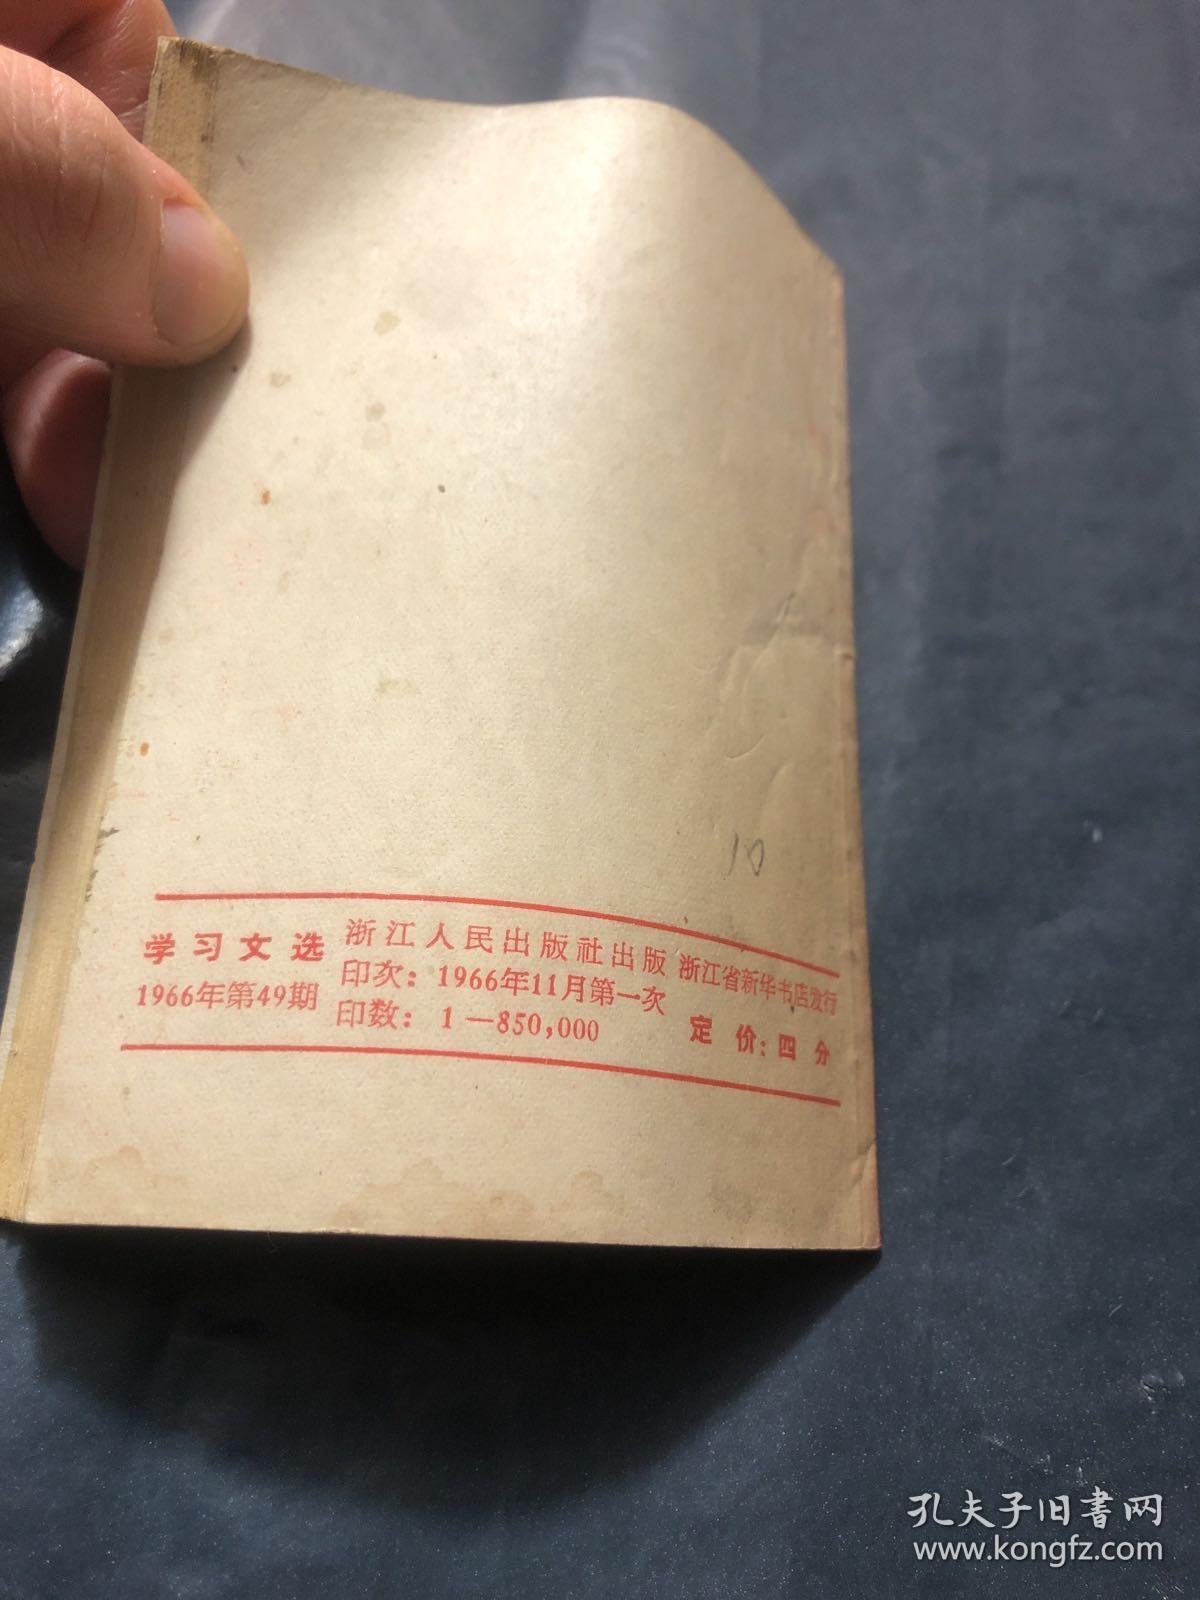 10
学习文选
1966年第49期
浙江人民出版社出版
印次：1966年11月第一次
印数：1—850,000
浙江省新华书店发行
定价：四分
孔夫子旧书网
www.kongfz.com